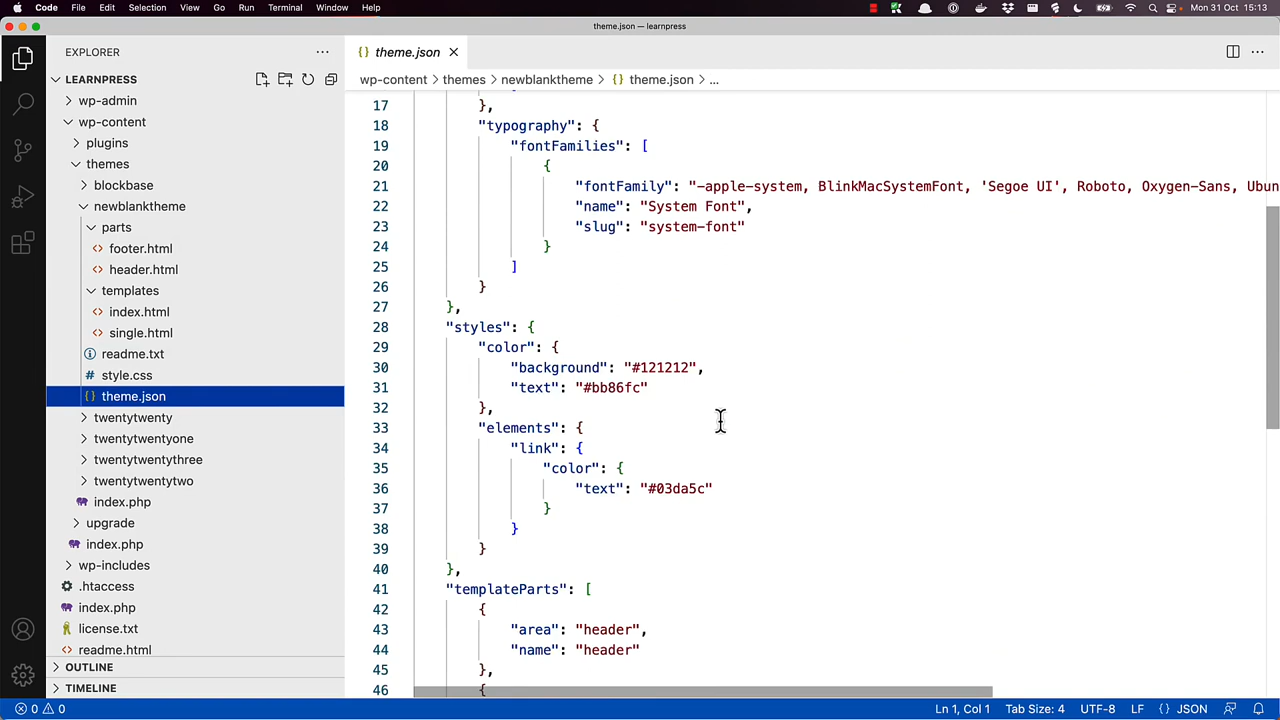 Code File Edit Selection View Go Run Terminal Window Help Mon 31 Oct 15:13
theme.json — learnpress
EXPLORER
LEARNPRESS
wp-admin
wp-content
plugins
themes
blockbase
newblanktheme
parts
footer.html
header.html
templates
index.html
single.html
readme.txt
# style.css
{} theme.json
twentytwenty
twentytwentyone
twentytwentythree
twentytwentytwo
index.php
upgrade
index.php
wp-includes
.htaccess
index.php
license.txt
readme.html
OUTLINE
TIMELINE
{} theme.json
wp-content > themes > newblanktheme > {} theme.json > ...
17 },
18 "typography": {
19 "fontFamilies": [
20 {
21 "fontFamily": "-apple-system, BlinkMacSystemFont, 'Segoe UI', Roboto, Oxygen-Sans, Ubun
22 "name": "System Font",
23 "slug": "system-font"
24 }
25 ]
26 }
27 },
28 "styles": {
29 "color": {
30 "background": "#121212",
31 "text": "#bb86fc"
32 },
33 "elements": {
34 "link": {
35 "color": {
36 "text": "#03da5c"
37 }
38 }
39 }
40 },
41 "templateParts": [
42 {
43 "area": "header",
44 "name": "header"
45 },
46 {
0 0 Ln 1, Col 1 Tab Size: 4 UTF-8 LF {} JSON